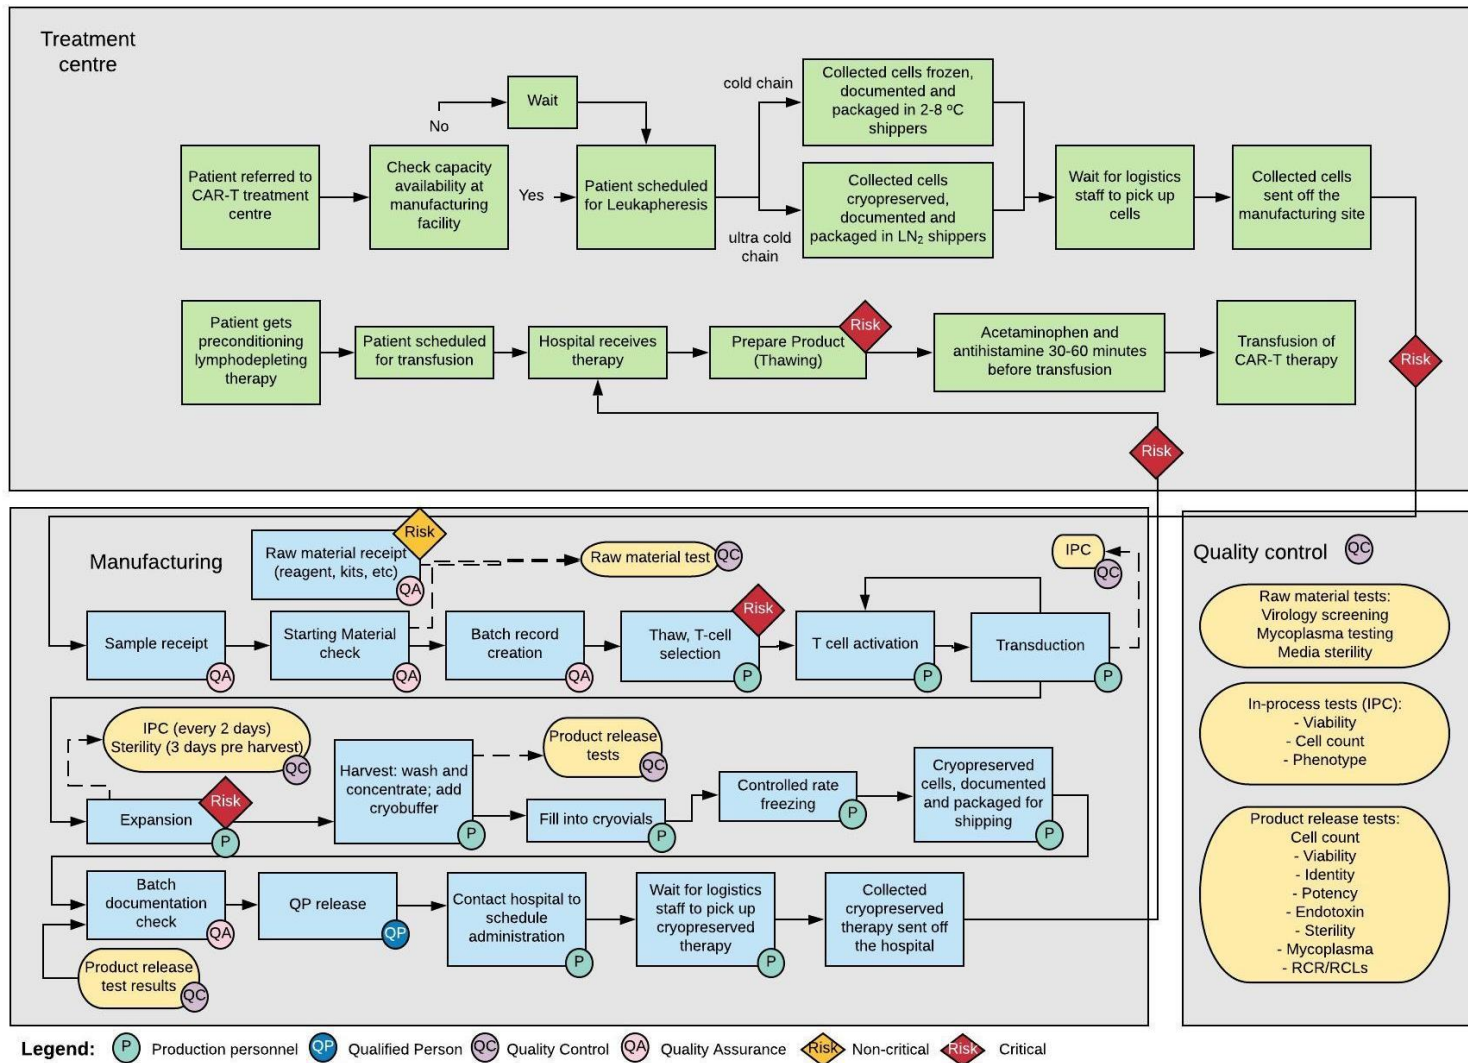 Treatment
centre
Patient referred to
CAR-T treatment
centre
Check capacity
availability at
manufacturing
facility
No
Wait
Yes
Patient scheduled
for Leukapheresis
cold chain
Collected cells frozen,
documented and
packaged in 2-8 ºC
shippers
ultra cold
chain
Collected cells
cryopreserved,
documented and
packaged in LN₂ shippers
Wait for logistics
staff to pick up
cells
Collected cells
sent off the
manufacturing site
Risk
Patient gets
preconditioning
lymphodepleting
therapy
Patient scheduled
for transfusion
Hospital receives
therapy
Prepare Product
(Thawing)
Risk
Acetaminophen and
antihistamine 30-60 minutes
before transfusion
Transfusion of
CAR-T therapy
Risk
Manufacturing
Raw material receipt
(reagent, kits, etc)
Risk
QA
Raw material test
QC
IPC
QC
Sample receipt
QA
Starting Material
check
QA
Batch record
creation
QA
Thaw, T-cell
selection
Risk
P
T cell activation
P
Transduction
P
IPC (every 2 days)
Sterility (3 days pre harvest)
QC
Expansion
Risk
P
Harvest: wash and
concentrate; add
cryobuffer
P
Product release
tests
QC
Fill into cryovials
P
Controlled rate
freezing
P
Cryopreserved
cells, documented
and packaged for
shipping
P
Batch
documentation
check
QA
Product release
test results
QC
QP release
QP
Contact hospital to
schedule
administration
P
Wait for logistics
staff to pick up
cryopreserved
therapy
P
Collected
cryopreserved
therapy sent off
the hospital
Quality control QC
Raw material tests:
Virology screening
Mycoplasma testing
Media sterility
In-process tests (IPC):
- Viability
- Cell count
- Phenotype
Product release tests:
Cell count
- Viability
- Identity
- Potency
- Endotoxin
- Sterility
- Mycoplasma
- RCR/RCLs
Legend: P Production personnel QP Qualified Person QC Quality Control QA Quality Assurance Risk Non-critical Risk Critical